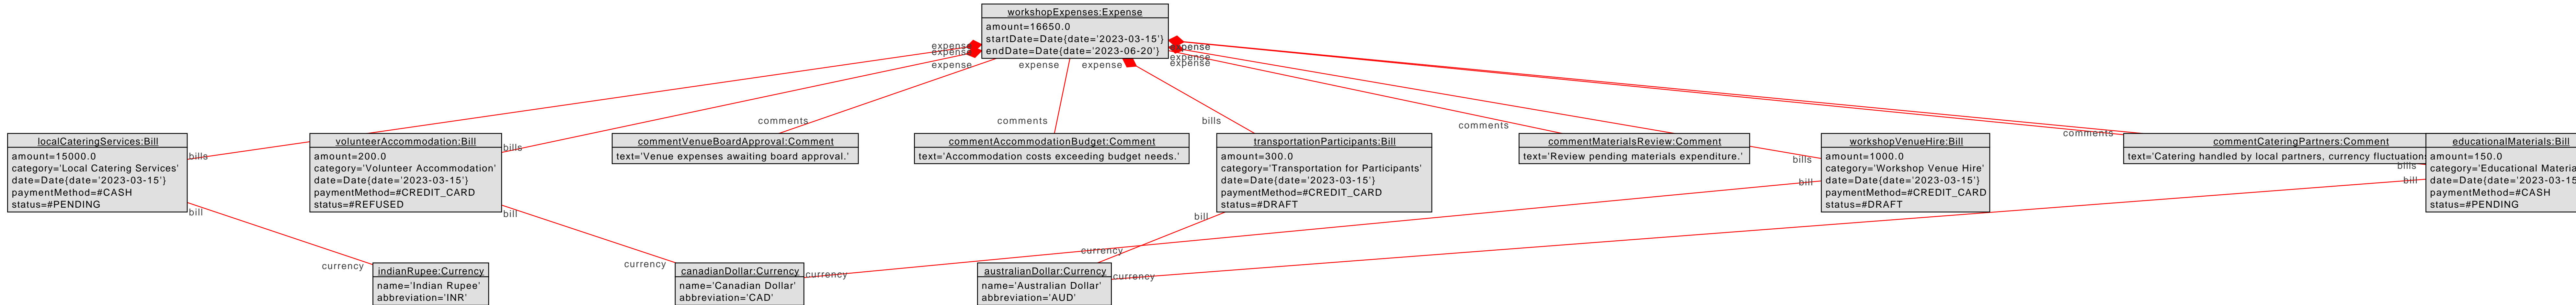 workshopExpenses:Expense
amount=16650.0
startDate=Date{date='2023-03-15'}
endDate=Date{date='2023-06-20'}
expense
expense
expense
expense
expense
expense
expense
expense
comments
comments
bills
comments
comments
localCateringServices:Bill
amount=15000.0
category='Local Catering Services'
date=Date{date='2023-03-15'}
paymentMethod=#CASH
status=#PENDING
bills
bill
volunteerAccommodation:Bill
amount=200.0
category='Volunteer Accommodation'
date=Date{date='2023-03-15'}
paymentMethod=#CREDIT_CARD
status=#REFUSED
bills
bill
commentVenueBoardApproval:Comment
text='Venue expenses awaiting board approval.'
commentAccommodationBudget:Comment
text='Accommodation costs exceeding budget needs.'
transportationParticipants:Bill
amount=300.0
category='Transportation for Participants'
date=Date{date='2023-03-15'}
paymentMethod=#CREDIT_CARD
status=#DRAFT
bill
commentMaterialsReview:Comment
text='Review pending materials expenditure.'
bills
bill
workshopVenueHire:Bill
amount=1000.0
category='Workshop Venue Hire'
date=Date{date='2023-03-15'}
paymentMethod=#CREDIT_CARD
status=#DRAFT
commentCateringPartners:Comment
text='Catering handled by local partners, currency fluctuation
bills
bill
educationalMaterials:Bill
amount=150.0
category='Educational
date=Date{date='2023-03-15
paymentMethod=#CASH
status=#PENDING
currency
currency
currency
currency
currency
indianRupee:Currency
name='Indian Rupee'
abbreviation='INR'
canadianDollar:Currency
name='Canadian Dollar'
abbreviation='CAD'
australianDollar:Currency
name='Australian Dollar'
abbreviation='AUD'